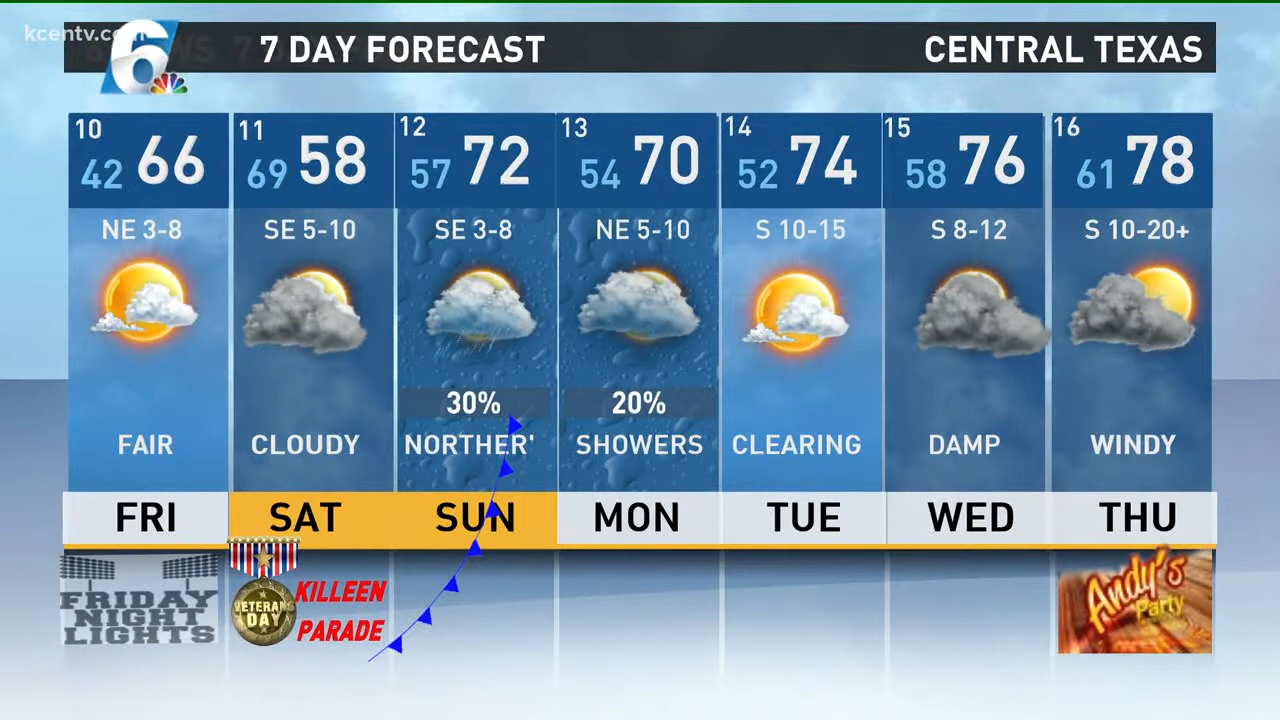 kcentv.com
6
7 DAY FORECAST
CENTRAL TEXAS
10 11 12 13 14 15 16
42 66 69 58 57 72 54 70 52 74 58 76 61 78
NE 3-8 SE 5-10 SE 3-8 NE 5-10 S 10-15 S 8-12 S 10-20+
30% 20%
FAIR CLOUDY NORTHER' SHOWERS CLEARING DAMP WINDY
FRI SAT SUN MON TUE WED THU
FRIDAY
NIGHT
LIGHTS
VETERANS
DAY
KILLEEN
PARADE
Andy's
Party